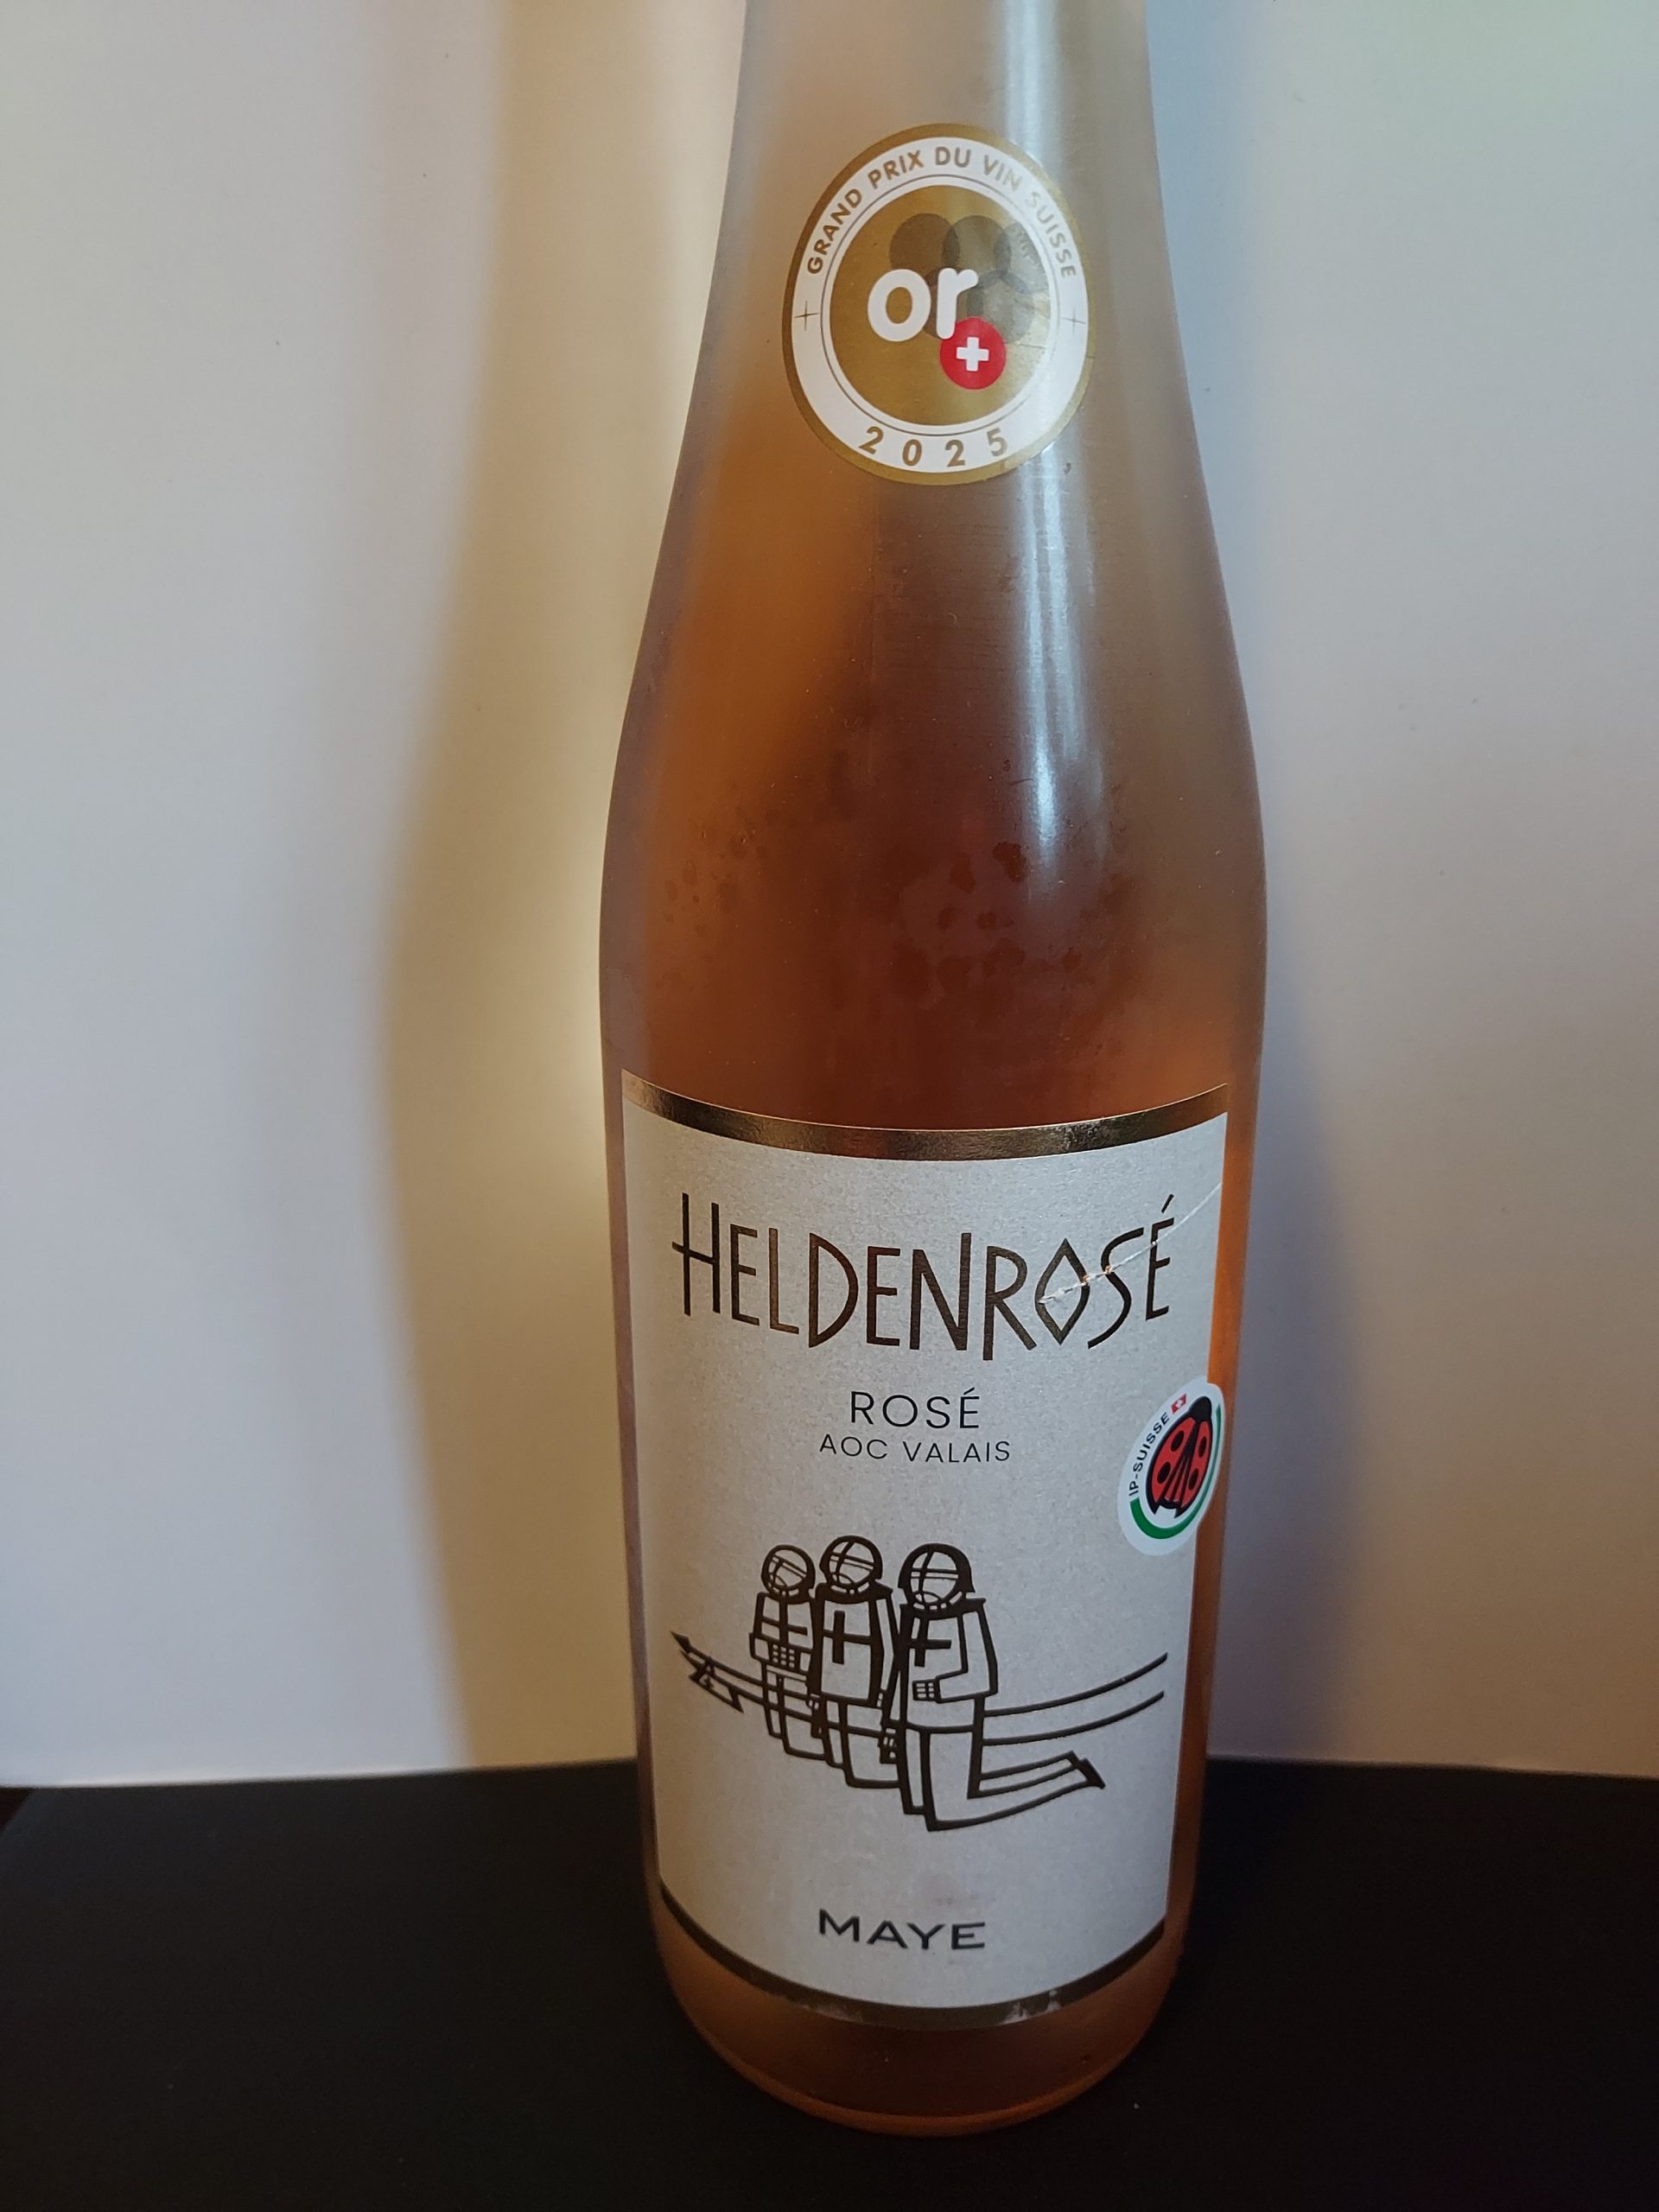 GRAND PRIX DU VIN SUISSE
or
2025
HELDENROSÉ
ROSÉ
AOC VALAIS
IP-SUISSE
MAYE